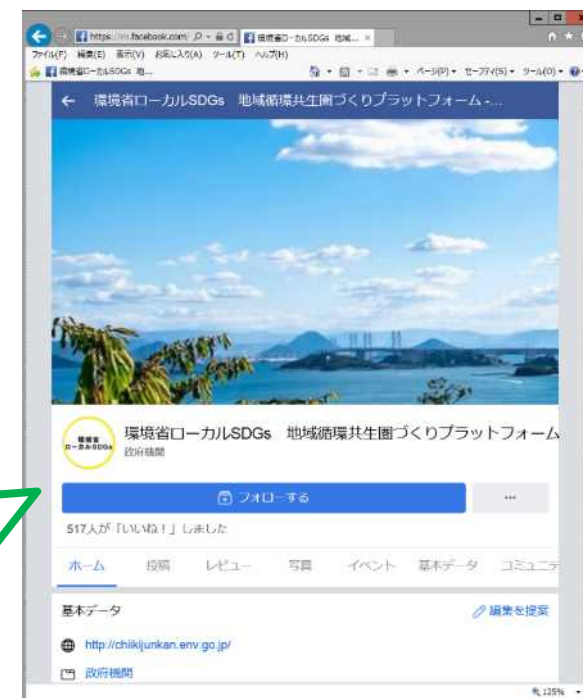 https://m.facebook.com/
環境省ローカルSDGs 地域... ×
ファイル(F) 編集(E) 表示(V) お気に入り(A) ツール(T) ヘルプ(H)
環境省ローカルSDGs 地...
ページ(P) セーフティ(S) ツール(O)
← 環境省ローカルSDGs 地域循環共生圏づくりプラットフォーム -...
環境省
ローカルSDGs
環境省ローカルSDGs 地域循環共生圏づくりプラットフォーム
政府機関
フォローする
...
517人が「いいね！」しました
ホーム 投稿 レビュー 写真 イベント 基本データ コミュニテ
基本データ
編集を提案
http://chiikijunkan.env.go.jp/
政府機関
125%